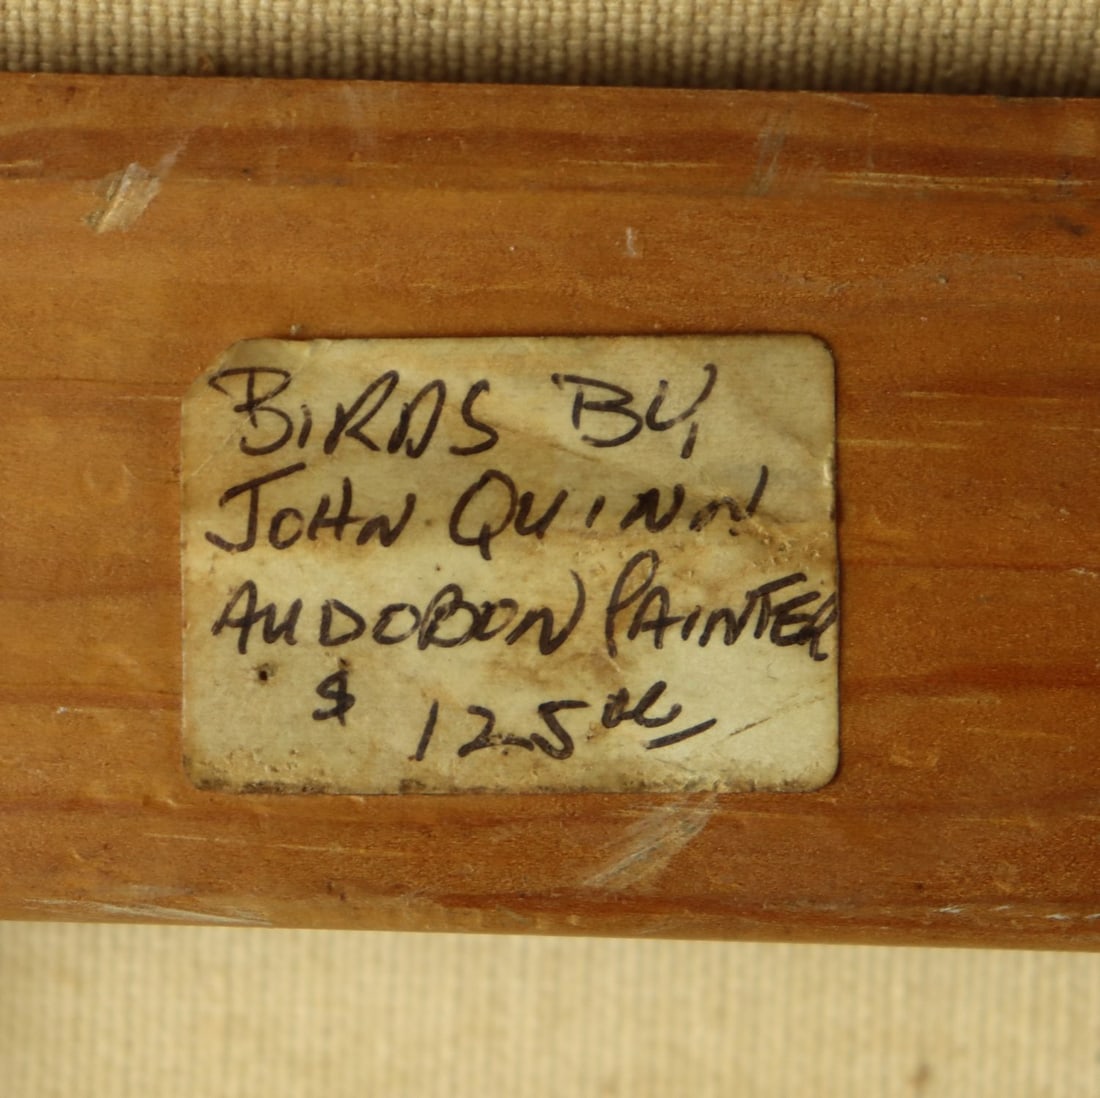 BIRDS BY
JOHN QUINN
AUDOBON PAINTER
$ 125 00